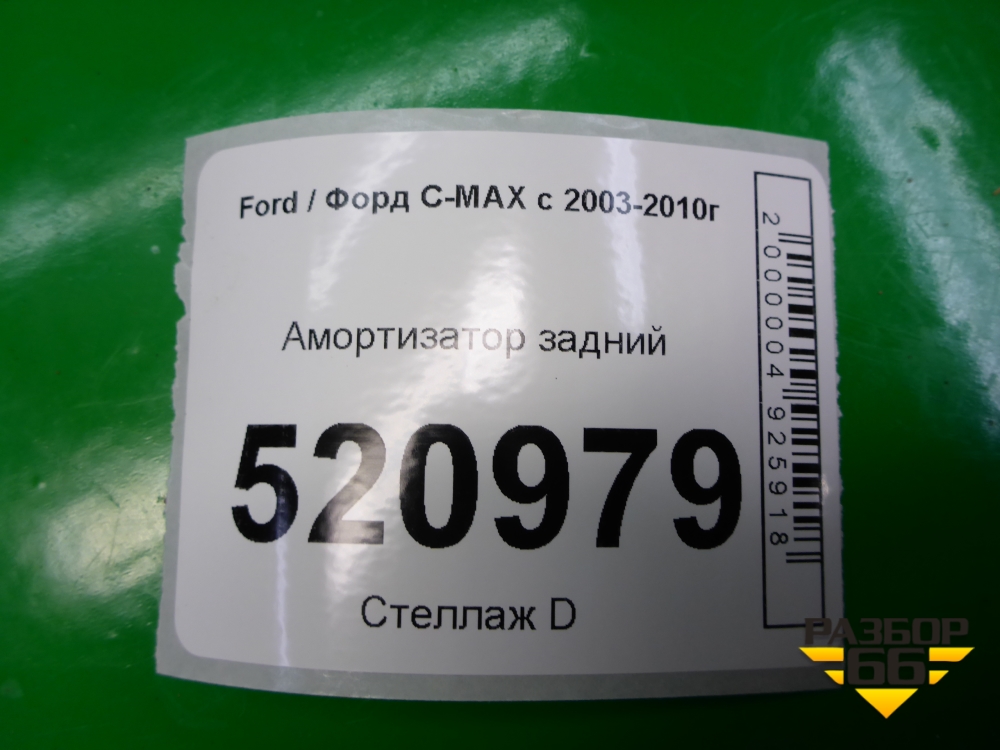 Ford / Форд C-MAX с 2003-2010г
Амортизатор задний
520979
Стеллаж D
2000004925918
РАЗБОР
66